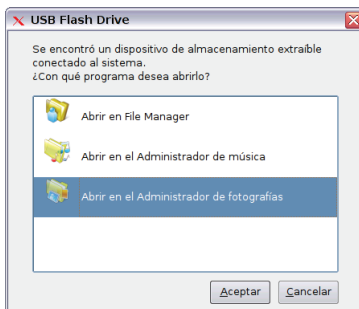 USB Flash Drive
Se encontró un dispositivo de almacenamiento extraíble
conectado al sistema.
¿Con qué programa desea abrirlo?
Abrir en File Manager
Abrir en el Administrador de música
Abrir en el Administrador de fotografías
Aceptar
Cancelar